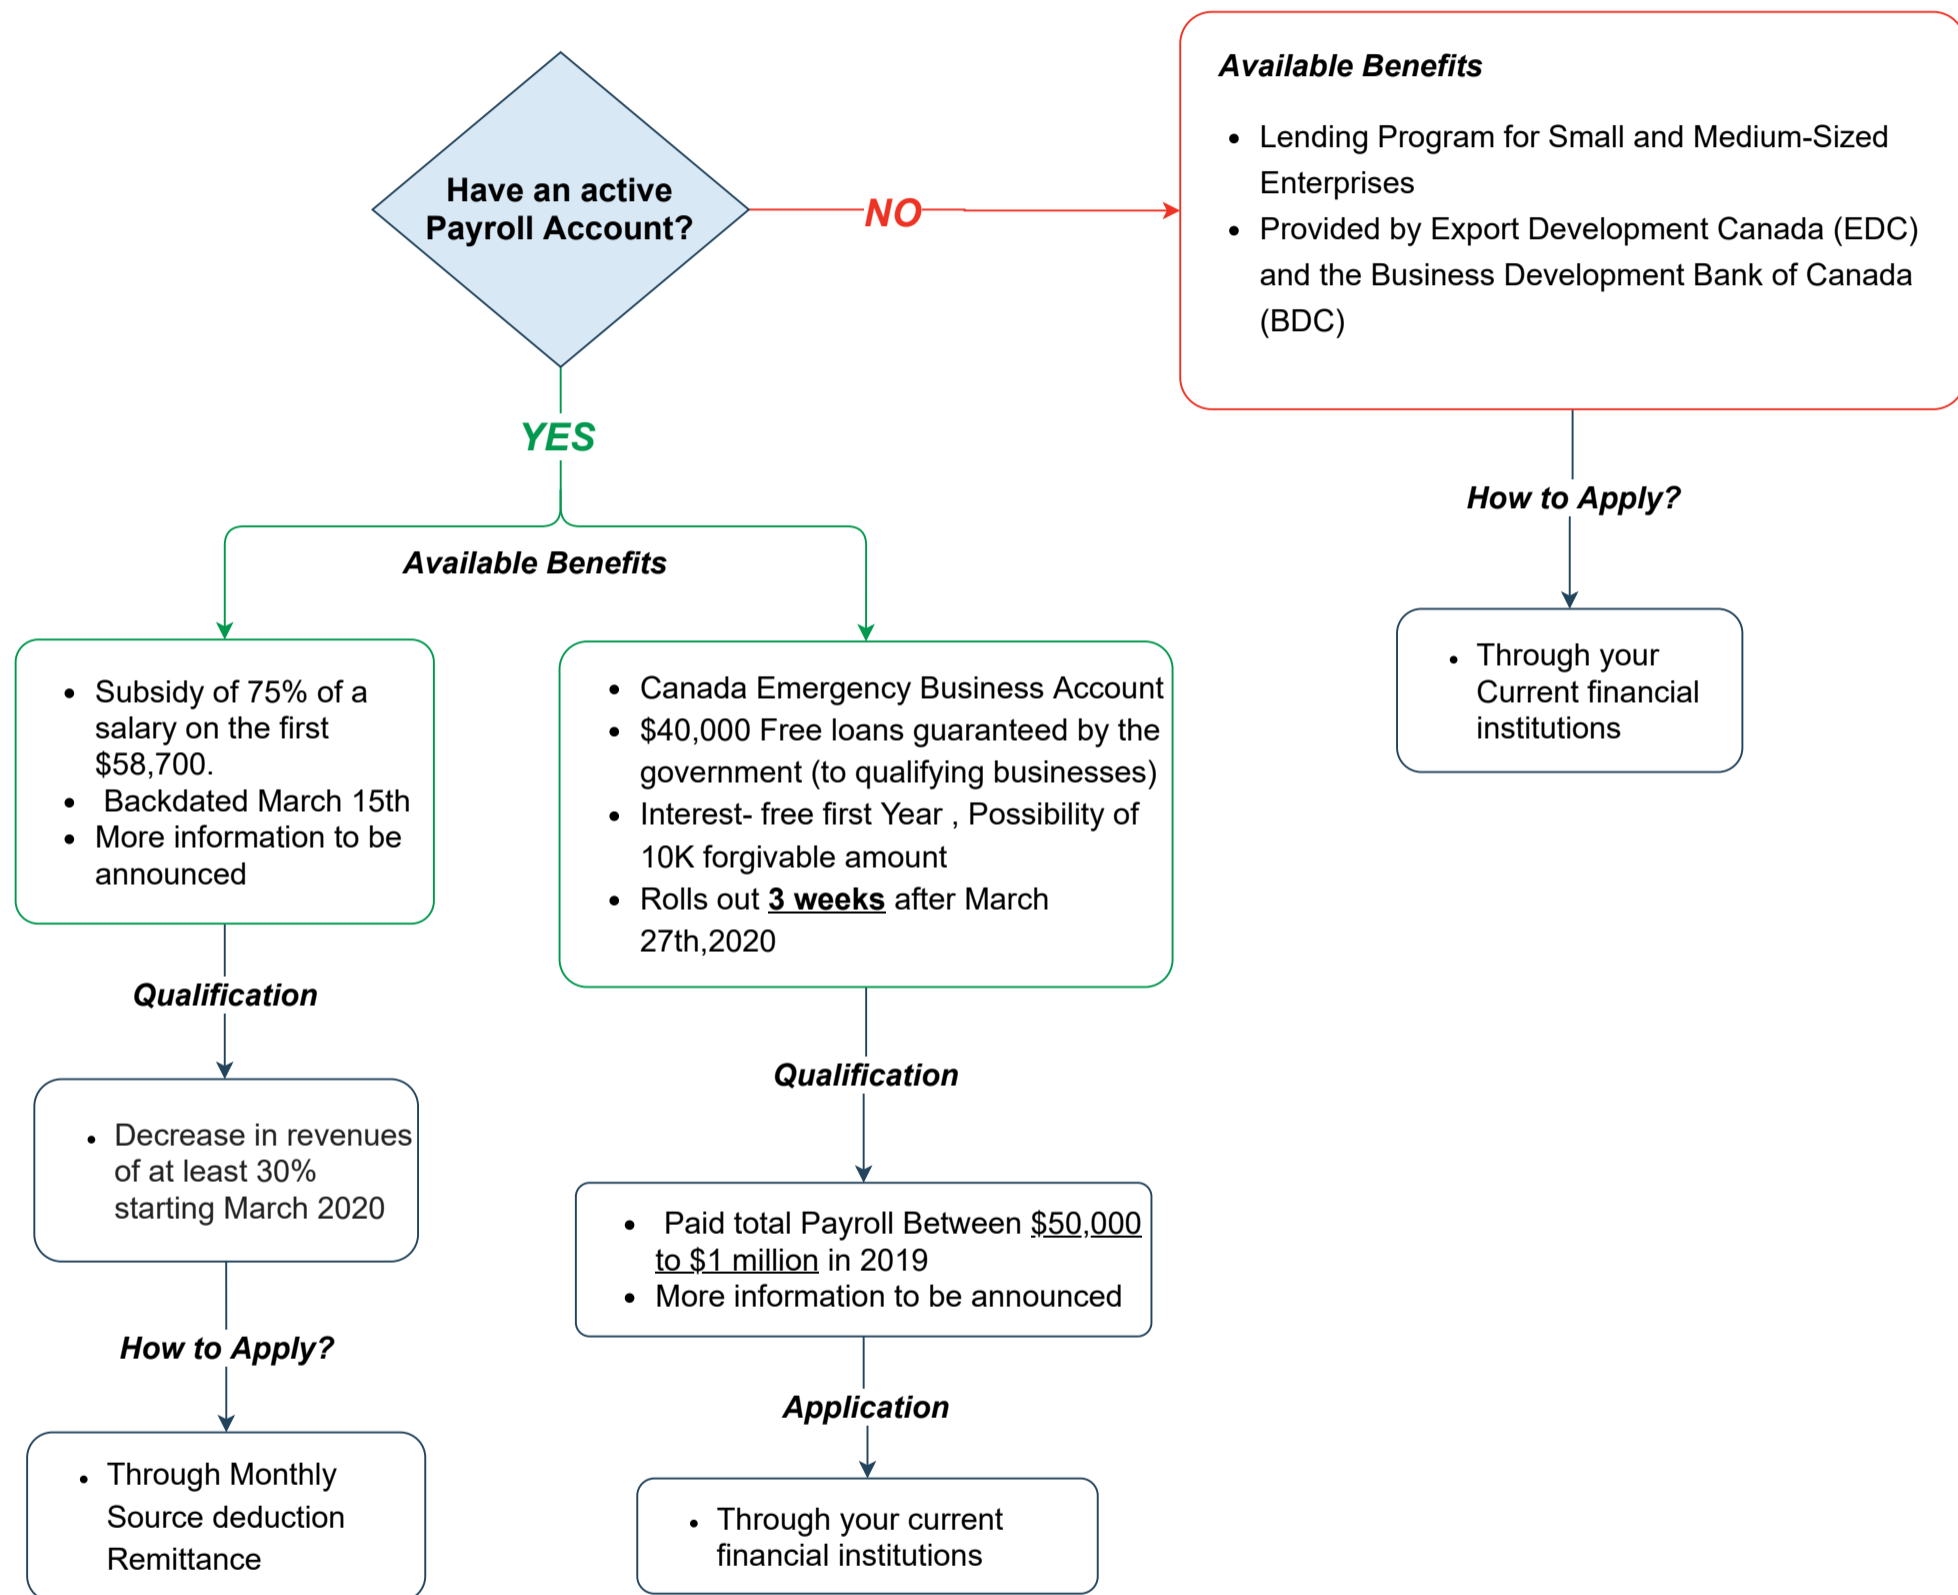 Have an active
Payroll Account?
NO
Available Benefits
• Lending Program for Small and Medium-Sized
Enterprises
• Provided by Export Development Canada (EDC)
and the Business Development Bank of Canada
(BDC)
How to Apply?
• Through your
Current financial
institutions
YES
Available Benefits
• Subsidy of 75% of a
salary on the first
$58,700.
• Backdated March 15th
• More information to be
announced
Qualification
• Decrease in revenues
of at least 30%
starting March 2020
How to Apply?
• Through Monthly
Source deduction
Remittance
• Canada Emergency Business Account
• $40,000 Free loans guaranteed by the
government (to qualifying businesses)
• Interest- free first Year , Possibility of
10K forgivable amount
• Rolls out 3 weeks after March
27th,2020
Qualification
• Paid total Payroll Between $50,000
to $1 million in 2019
• More information to be announced
Application
• Through your current
financial institutions